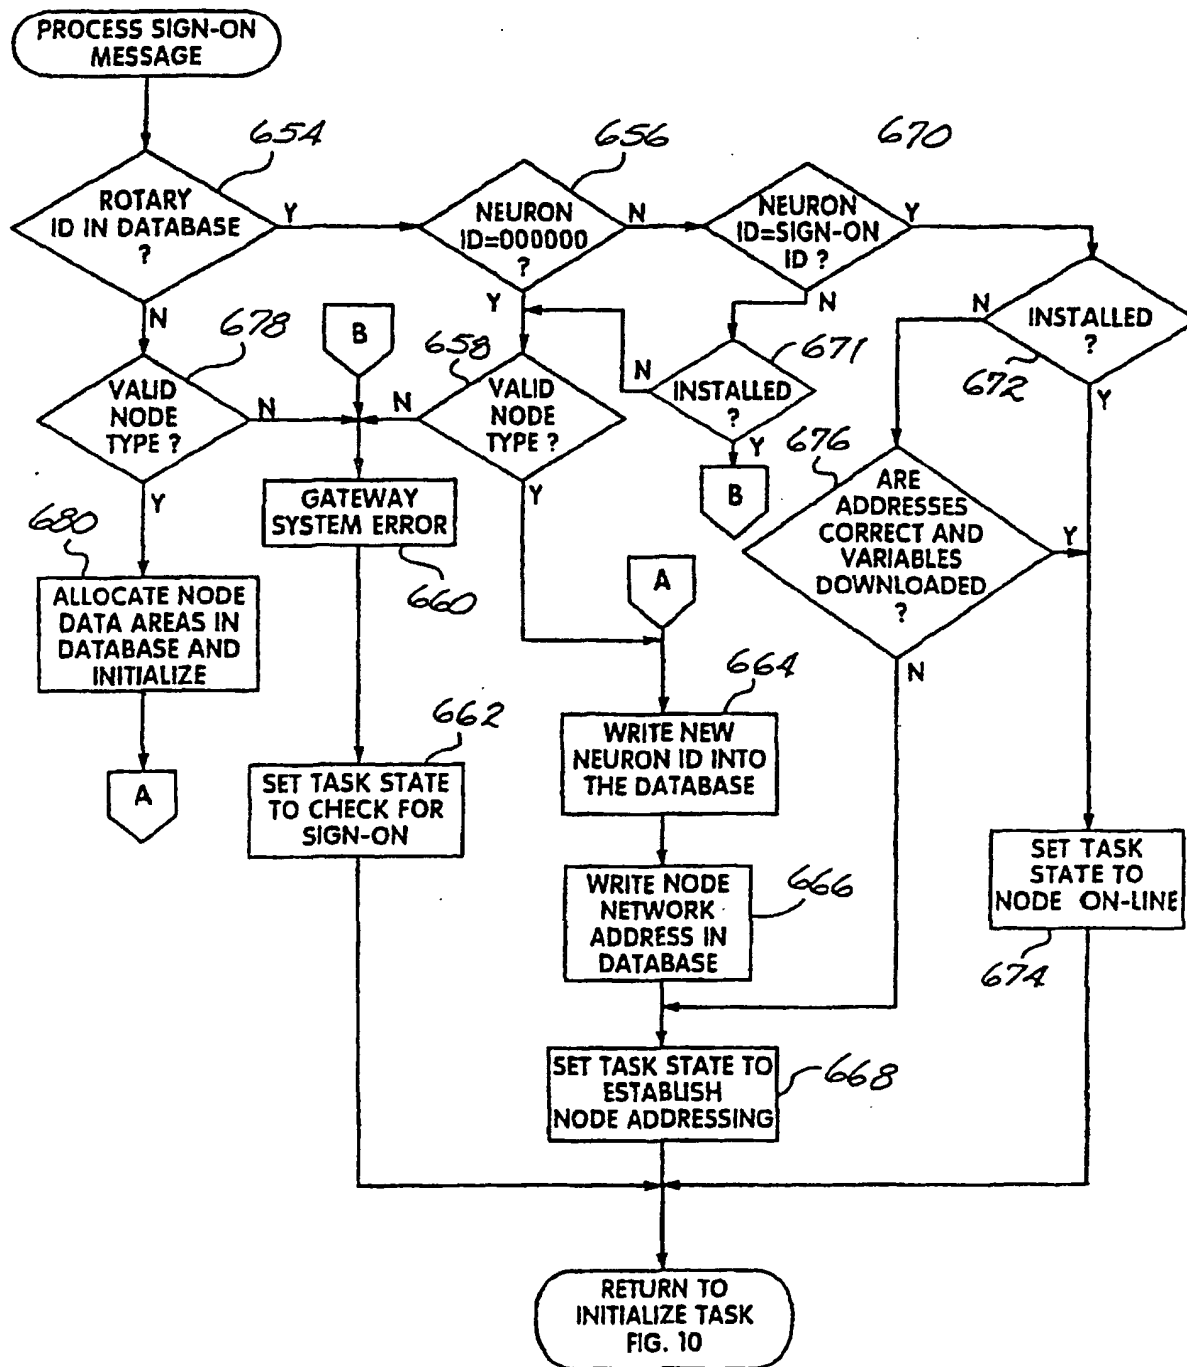 PROCESS SIGN-ON
MESSAGE
654
656
670
ROTARY
ID IN DATABASE
?
Y
NEURON
ID=000000
?
N
NEURON
ID=SIGN-ON
ID ?
Y
N
Y
N
N
INSTALLED
?
672
Y
678
B
658
671
VALID
NODE
TYPE ?
N
N
VALID
NODE
TYPE ?
N
INSTALLED
?
Y
B
676
ARE
ADDRESSES
CORRECT AND
VARIABLES
DOWNLOADED
?
Y
N
Y
GATEWAY
SYSTEM ERROR
660
Y
680
ALLOCATE NODE
DATA AREAS IN
DATABASE AND
INITIALIZE
A
A
662
SET TASK STATE
TO CHECK FOR
SIGN-ON
664
WRITE NEW
NEURON ID INTO
THE DATABASE
WRITE NODE
NETWORK
ADDRESS IN
DATABASE
666
SET TASK
STATE TO
NODE ON-LINE
674
SET TASK STATE TO
ESTABLISH
NODE ADDRESSING
668
RETURN TO
INITIALIZE TASK
FIG. 10